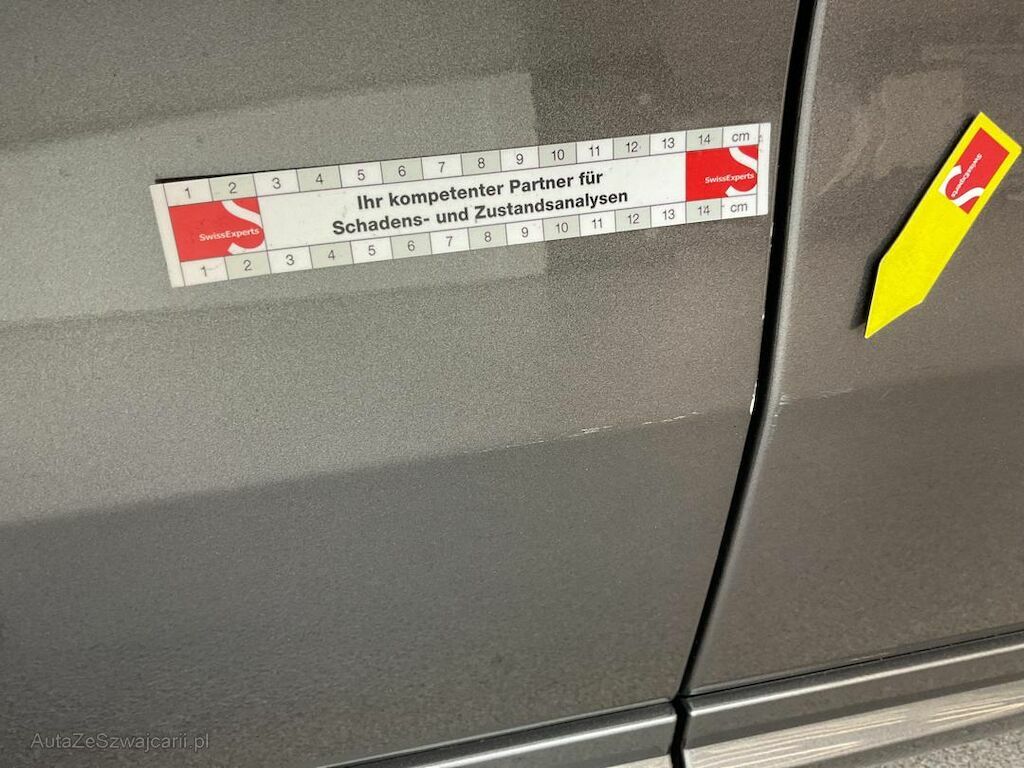 1 2 3 4 5 6 7 8 9 10 11 12 13 14 cm
SwissExperts
Ihr kompetenter Partner für
Schadens- und Zustandsanalysen
SwissExperts
1 2 3 4 5 6 7 8 9 10 11 12 13 14 cm
SwissExperts
AutaZeSzwajcarii.pl